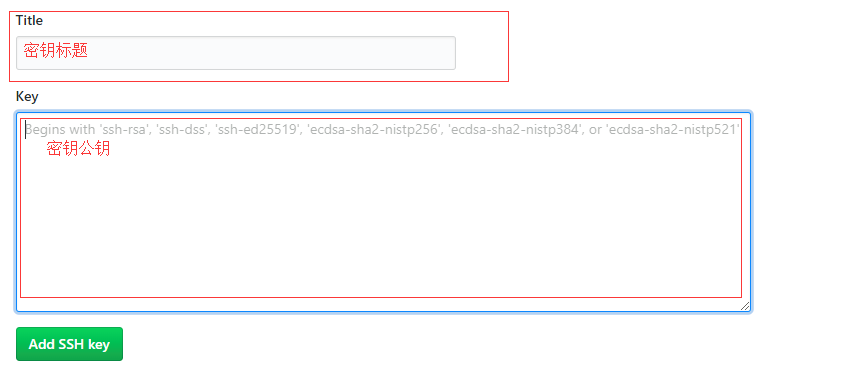 Title
密钥标题
Key
Begins with 'ssh-rsa', 'ssh-dss', 'ssh-ed25519', 'ecdsa-sha2-nistp256', 'ecdsa-sha2-nistp384', or 'ecdsa-sha2-nistp521'
密钥公钥
Add SSH key